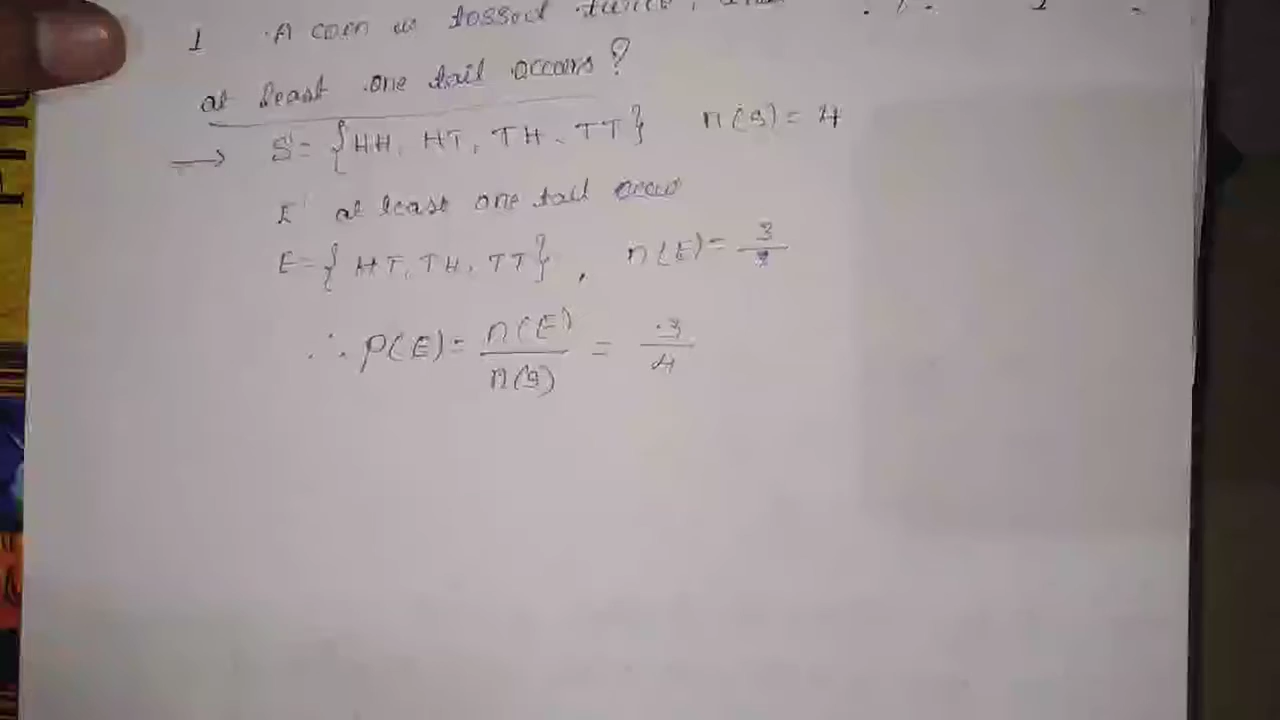 1 A coin is tossed twice,
at least one tail occurs?
→ S = {HH, HT, TH, TT} n(S) = 4
E at least one tail occur
E = {HT, TH, TT}, n(E) = 3
∴ P(E) = n(E)/n(S) = 3/4